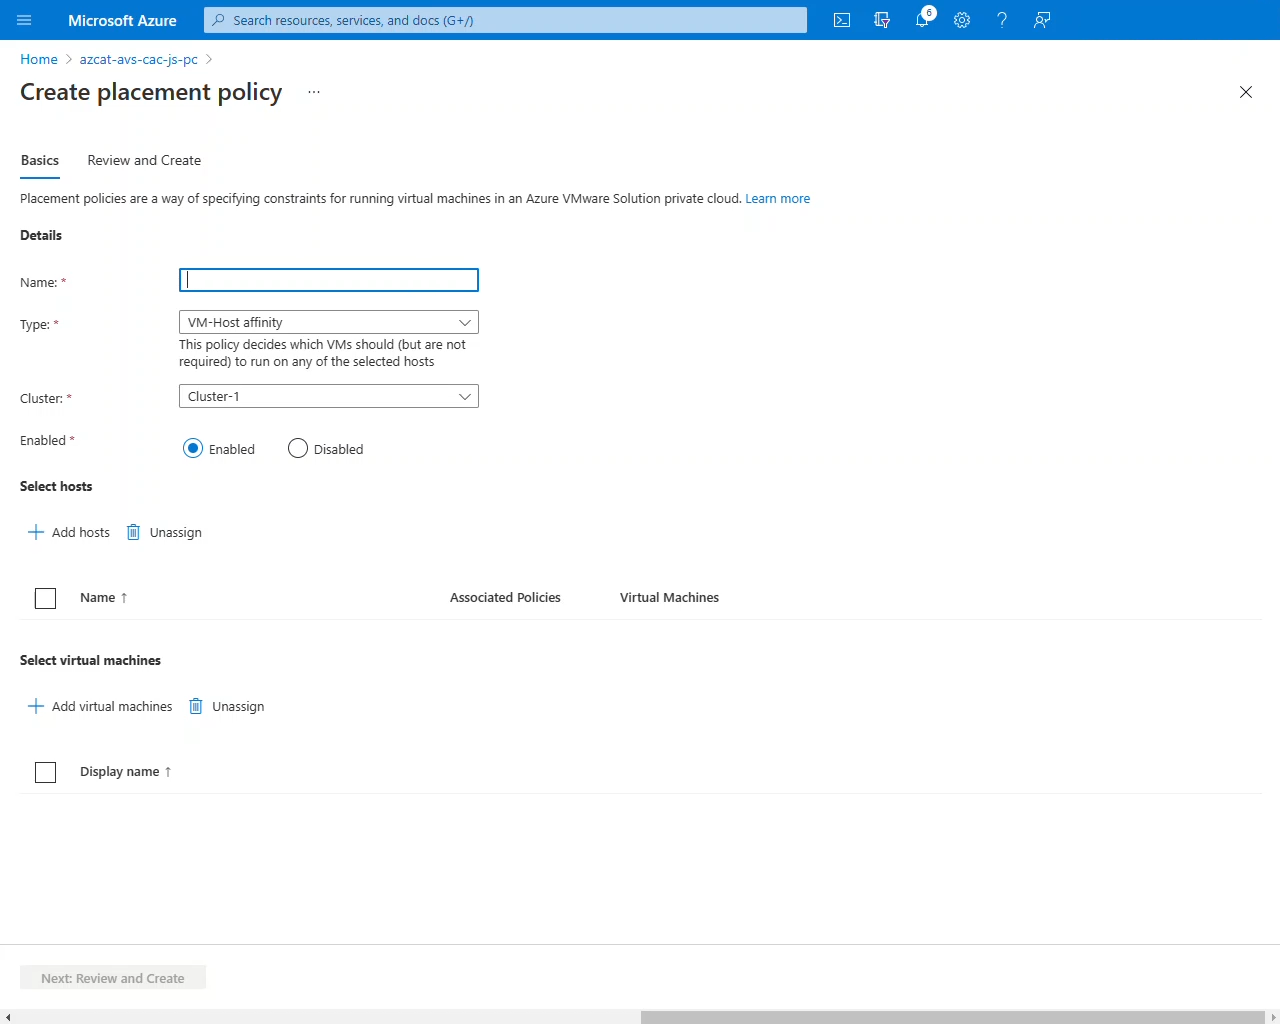 Microsoft Azure
Search resources, services, and docs (G+/)
6
Home > azcat-avs-cac-js-pc >
Create placement policy ...
Basics Review and Create
Placement policies are a way of specifying constraints for running virtual machines in an Azure VMware Solution private cloud. Learn more
Details
Name: *
Type: * VM-Host affinity
This policy decides which VMs should (but are not
required) to run on any of the selected hosts
Cluster: * Cluster-1
Enabled * Enabled Disabled
Select hosts
Add hosts Unassign
Name ↑ Associated Policies Virtual Machines
Select virtual machines
Add virtual machines Unassign
Display name ↑
Next: Review and Create